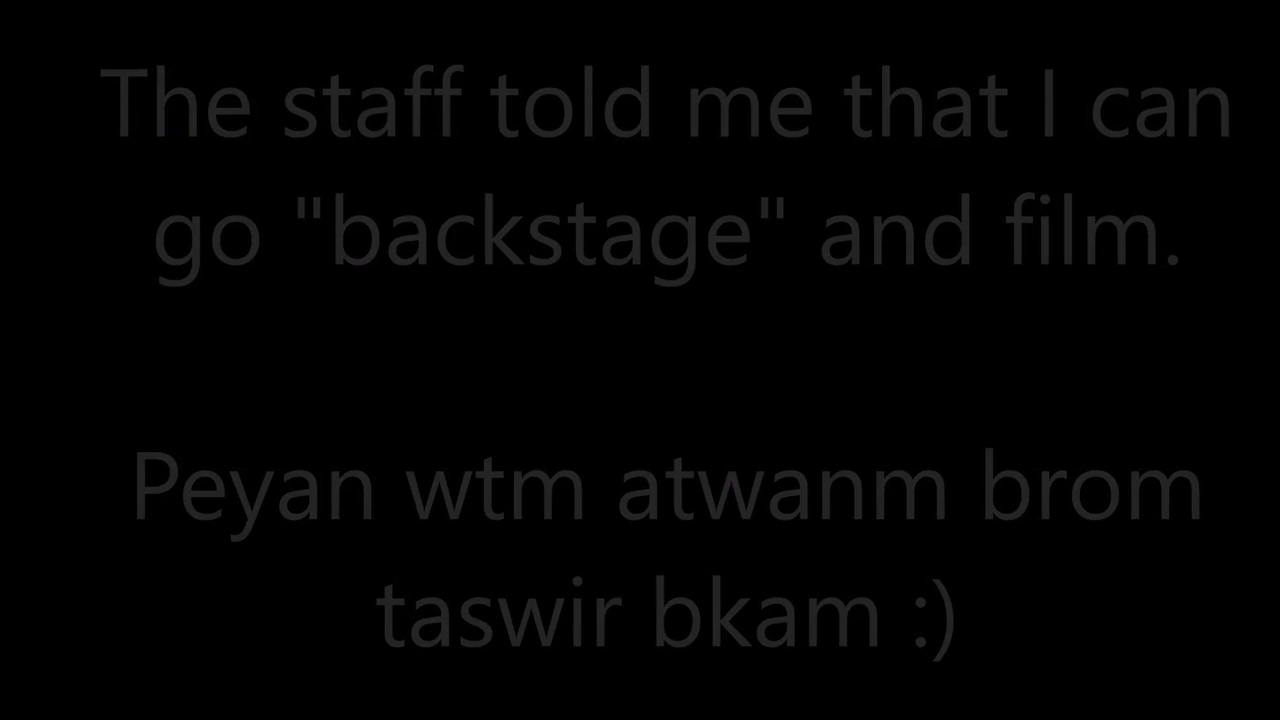 The staff told me that I can
go "backstage" and film.
Peyan wtm atwanm brom
taswir bkam :)